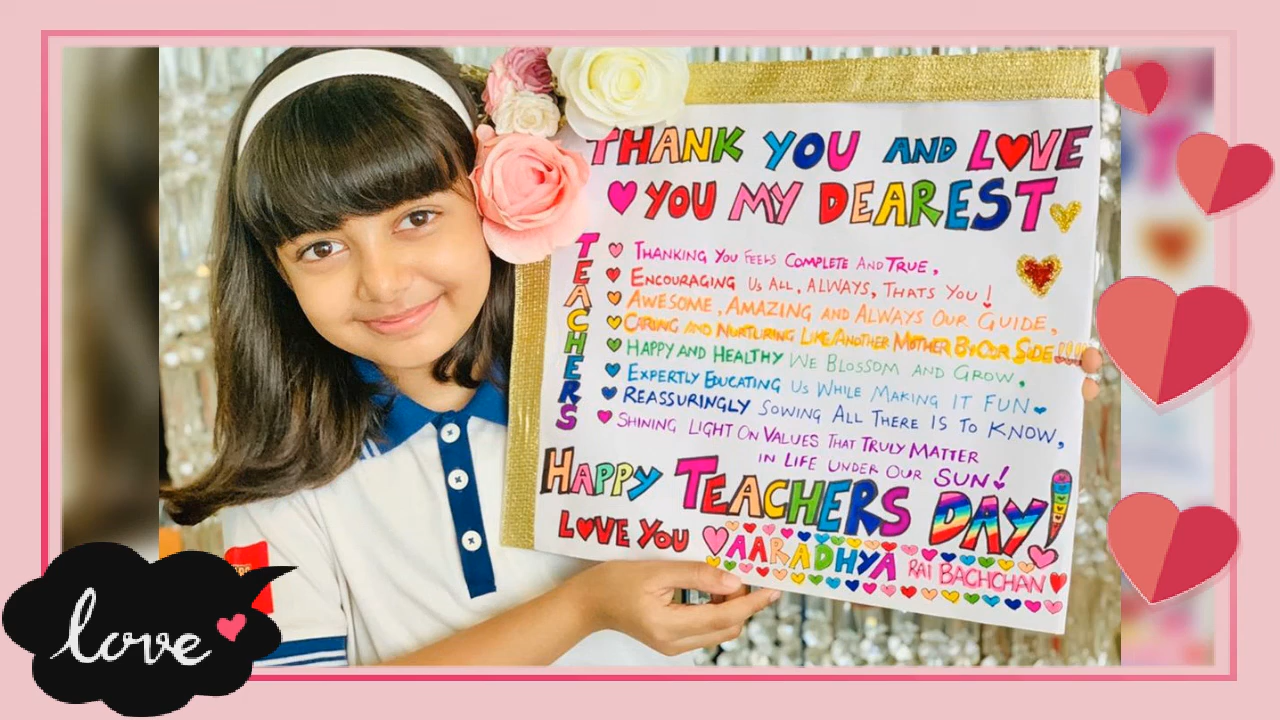 THANK YOU AND LOVE
YOU MY DEAREST
TEACHERS
THANKING YOU FEELS COMPLETE AND TRUE,
ENCOURAGING US ALL, ALWAYS, THATS YOU!
AWESOME, AMAZING AND ALWAYS OUR GUIDE,
CARING AND NURTURING LIKE ANOTHER MOTHER BY OUR SIDE!!!!
HAPPY AND HEALTHY WE BLOSSOM AND GROW,
EXPERTLY EDUCATING US WHILE MAKING IT FUN
REASSURINGLY SOWING ALL THERE IS TO KNOW,
SHINING LIGHT ON VALUES THAT TRULY MATTER
IN LIFE UNDER OUR SUN!
HAPPY TEACHERS DAY!
LOVE YOU AARADHYA RAI BACHCHAN
love